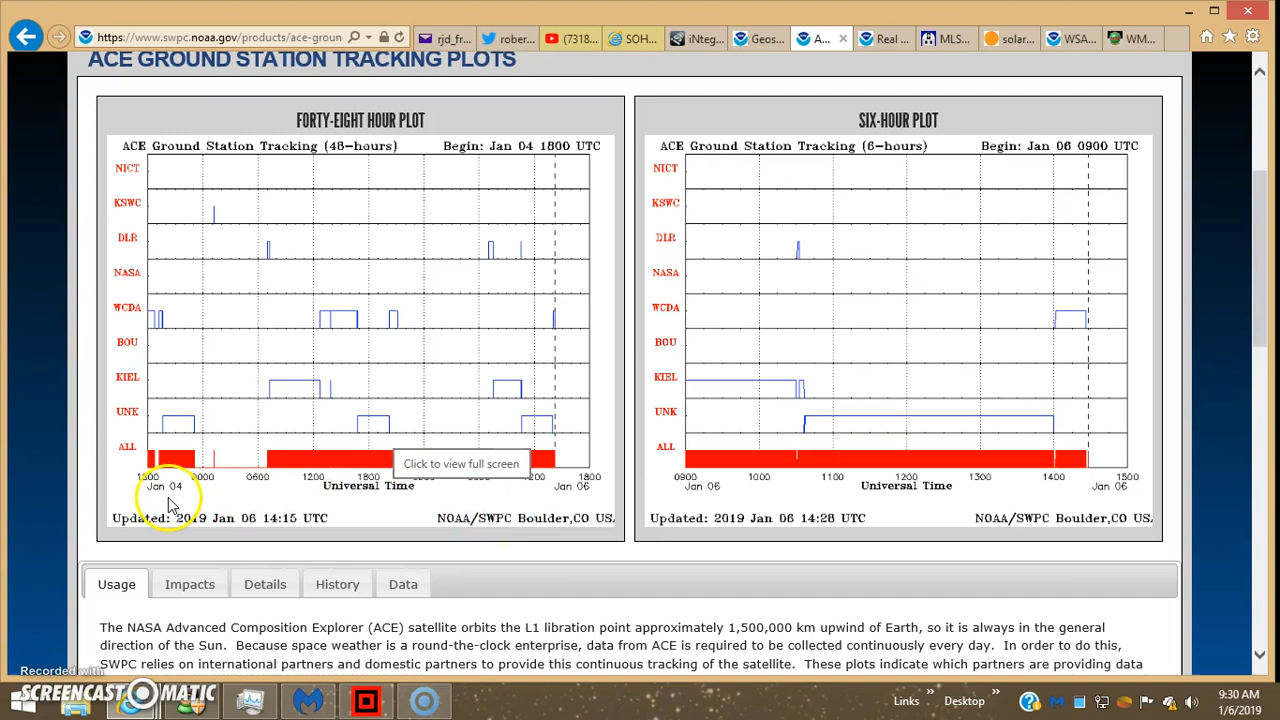 https://www.swpc.noaa.gov/products/ace-groun
rjd_fr...
rober...
(7318...
SOH...
iNteg...
Geos...
A...
Real ...
MLS...
solar...
WSA...
WM...
ACE GROUND STATION TRACKING PLOTS
FORTY-EIGHT HOUR PLOT
ACE Ground Station Tracking (48-hours) Begin: Jan 04 1800 UTC
NICT
KSWC
DLR
NASA
WCDA
BOU
KIEL
UNK
ALL
Click to view full screen
1800 0000 0600 1200 1800 1200 1800
Jan 04 Universal Time Jan 06
Updated: 2019 Jan 06 14:15 UTC NOAA/SWPC Boulder,CO US
SIX-HOUR PLOT
ACE Ground Station Tracking (6-hours) Begin: Jan 06 0900 UTC
NICT
KSWC
DLR
NASA
WCDA
BOU
KIEL
UNK
ALL
0900 1000 1100 1200 1300 1400 1500
Jan 06 Universal Time Jan 06
Updated: 2019 Jan 06 14:28 UTC NOAA/SWPC Boulder,CO US
Usage Impacts Details History Data
The NASA Advanced Composition Explorer (ACE) satellite orbits the L1 libration point approximately 1,500,000 km upwind of Earth, so it is always in the general
direction of the Sun. Because space weather is a round-the-clock enterprise, data from ACE is required to be collected continuously every day. In order to do this,
SWPC relies on international partners and domestic partners to provide this continuous tracking of the satellite. These plots indicate which partners are providing data
Recorded with
SCREENCAST MATIC
Links » Desktop »
9:30 AM
1/6/2019